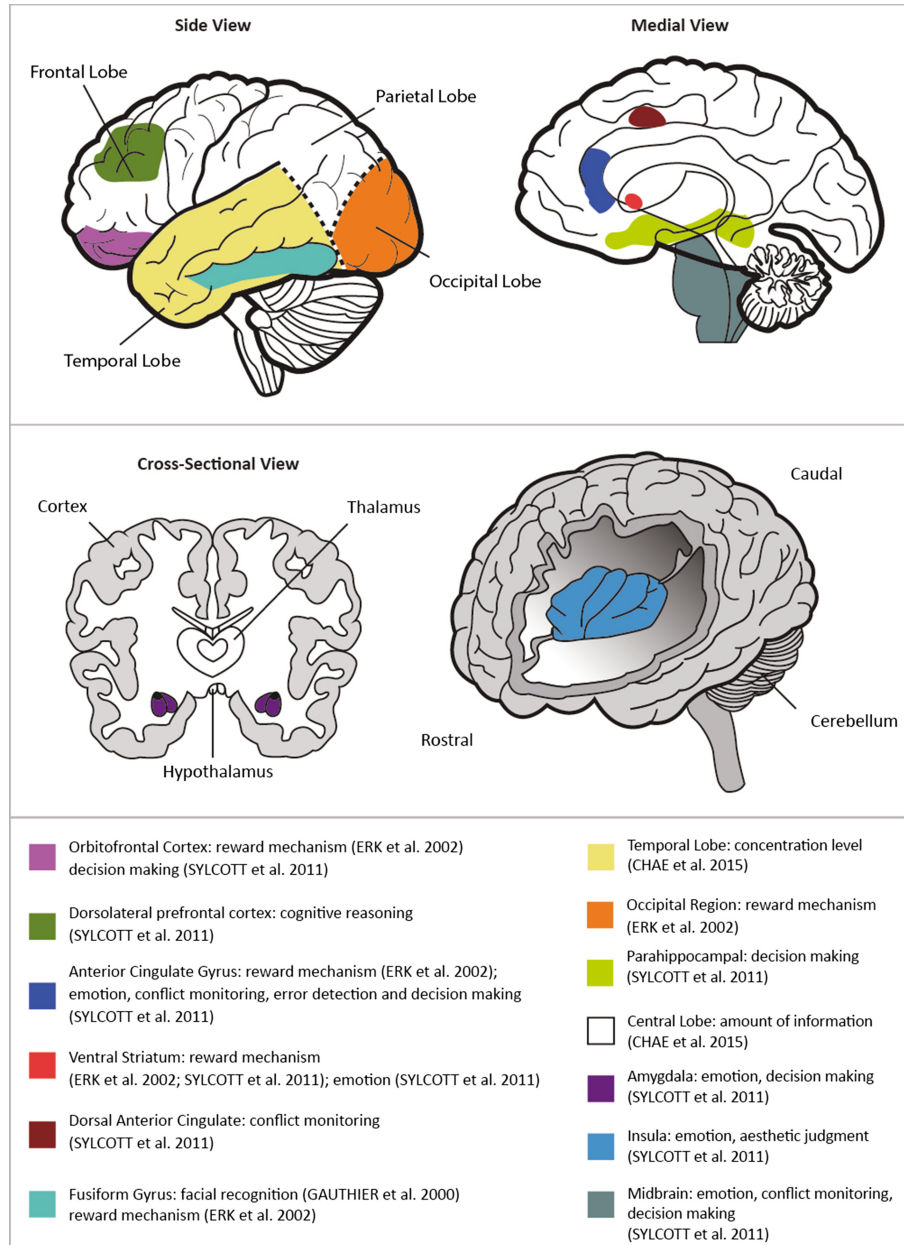 Side View
Medial View
Frontal Lobe
Parietal Lobe
Occipital Lobe
Temporal Lobe
Cross-Sectional View
Cortex
Thalamus
Caudal
Hypothalamus
Rostral
Cerebellum
Orbitofrontal Cortex: reward mechanism (ERK et al. 2002)
decision making (SYLCOTT et al. 2011)
Dorsolateral prefrontal cortex: cognitive reasoning
(SYLCOTT et al. 2011)
Anterior Cingulate Gyrus: reward mechanism (ERK et al. 2002);
emotion, conflict monitoring, error detection and decision making
(SYLCOTT et al. 2011)
Ventral Striatum: reward mechanism
(ERK et al. 2002; SYLCOTT et al. 2011); emotion (SYLCOTT et al. 2011)
Dorsal Anterior Cingulate: conflict monitoring
(SYLCOTT et al. 2011)
Fusiform Gyrus: facial recognition (GAUTHIER et al. 2000)
reward mechanism (ERK et al. 2002)
Temporal Lobe: concentration level
(CHAE et al. 2015)
Occipital Region: reward mechanism
(ERK et al. 2002)
Parahippocampal: decision making
(SYLCOTT et al. 2011)
Central Lobe: amount of information
(CHAE et al. 2015)
Amygdala: emotion, decision making
(SYLCOTT et al. 2011)
Insula: emotion, aesthetic judgment
(SYLCOTT et al. 2011)
Midbrain: emotion, conflict monitoring,
decision making
(SYLCOTT et al. 2011)